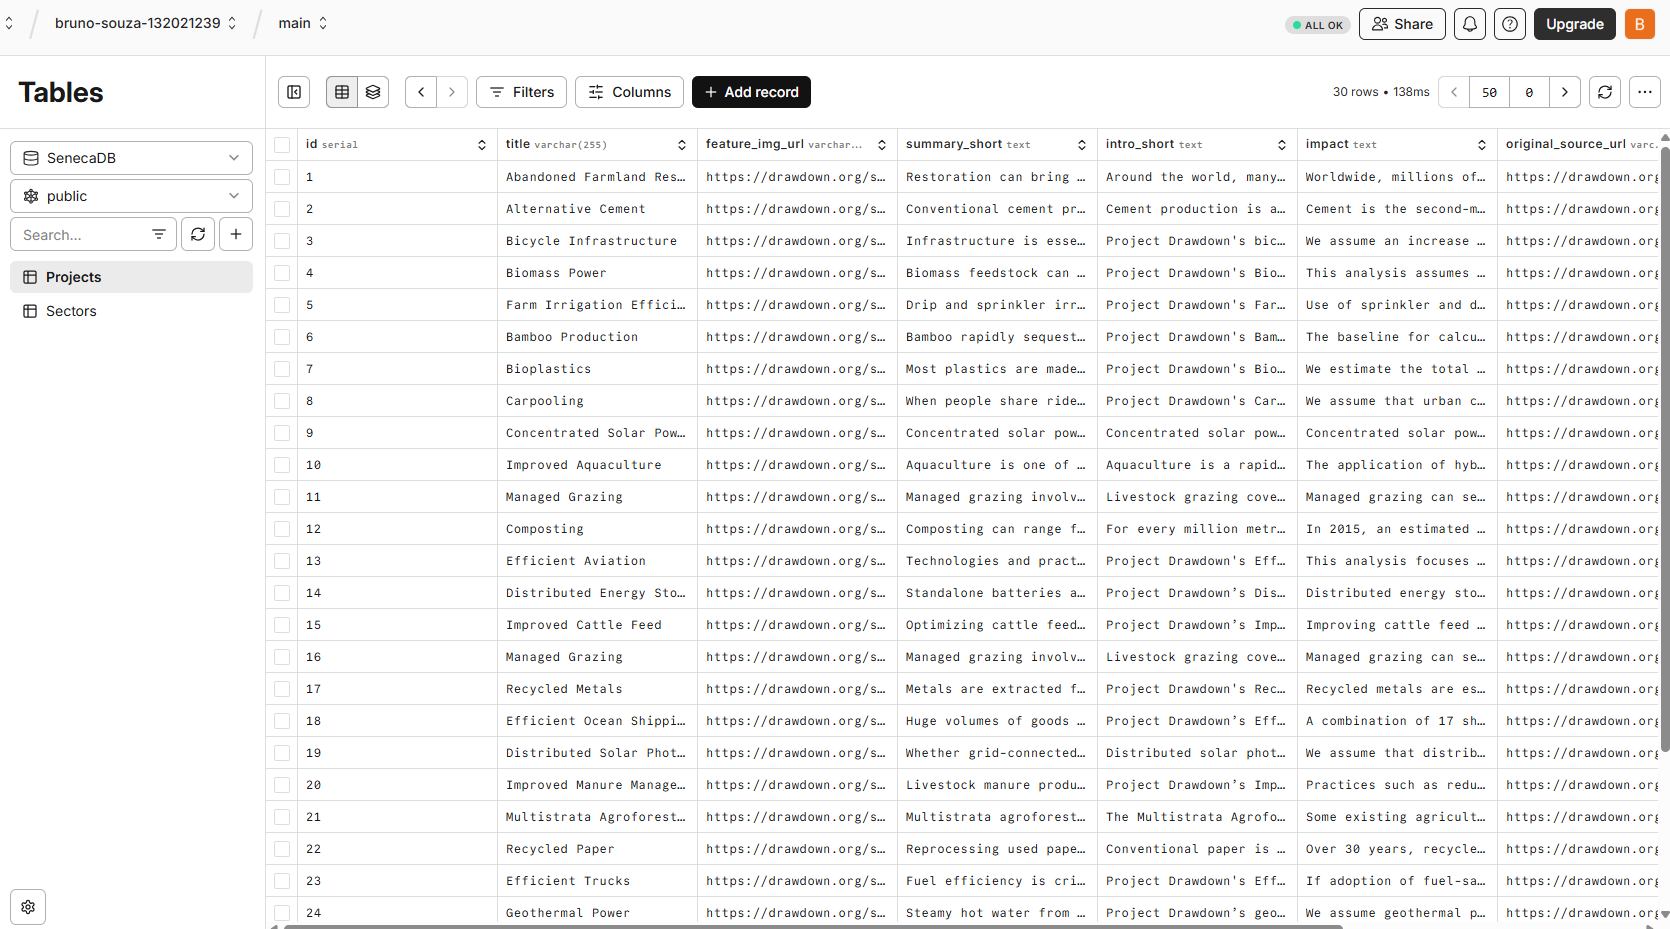 bruno-souza-132021239 main ALL OK Share Upgrade B
Tables Filters Columns + Add record 30 rows • 138ms 50 0
SenecaDB
public
Search...
Projects
Sectors
id serial title varchar(255) feature_img_url varchar... summary_short text intro_short text impact text original_source_url varc.
1 Abandoned Farmland Res… https://drawdown.org/s… Restoration can bring … Around the world, many… Worldwide, millions of… https://drawdown.org
2 Alternative Cement https://drawdown.org/s… Conventional cement pr… Cement production is a… Cement is the second-m… https://drawdown.org
3 Bicycle Infrastructure https://drawdown.org/s… Infrastructure is esse… Project Drawdown's bic… We assume an increase … https://drawdown.org
4 Biomass Power https://drawdown.org/s… Biomass feedstock can … Project Drawdown's Bio… This analysis assumes … https://drawdown.org
5 Farm Irrigation Effici… https://drawdown.org/s… Drip and sprinkler irr… Project Drawdown's Far… Use of sprinkler and d… https://drawdown.org
6 Bamboo Production https://drawdown.org/s… Bamboo rapidly sequest… Project Drawdown's Bam… The baseline for calcu… https://drawdown.org
7 Bioplastics https://drawdown.org/s… Most plastics are made… Project Drawdown's Bio… We estimate the total … https://drawdown.org
8 Carpooling https://drawdown.org/s… When people share ride… Project Drawdown's Car… We assume that urban c… https://drawdown.org
9 Concentrated Solar Pow… https://drawdown.org/s… Concentrated solar pow… Concentrated solar pow… Concentrated solar pow… https://drawdown.org
10 Improved Aquaculture https://drawdown.org/s… Aquaculture is one of … Aquaculture is a rapid… The application of hyb… https://drawdown.org
11 Managed Grazing https://drawdown.org/s… Managed grazing involv… Livestock grazing cove… Managed grazing can se… https://drawdown.org
12 Composting https://drawdown.org/s… Composting can range f… For every million metr… In 2015, an estimated … https://drawdown.org
13 Efficient Aviation https://drawdown.org/s… Technologies and pract… Project Drawdown's Eff… This analysis focuses … https://drawdown.org
14 Distributed Energy Sto… https://drawdown.org/s… Standalone batteries a… Project Drawdown’s Dis… Distributed energy sto… https://drawdown.org
15 Improved Cattle Feed https://drawdown.org/s… Optimizing cattle feed… Project Drawdown’s Imp… Improving cattle feed … https://drawdown.org
16 Managed Grazing https://drawdown.org/s… Managed grazing involv… Livestock grazing cove… Managed grazing can se… https://drawdown.org
17 Recycled Metals https://drawdown.org/s… Metals are extracted f… Project Drawdown's Rec… Recycled metals are es… https://drawdown.org
18 Efficient Ocean Shippi… https://drawdown.org/s… Huge volumes of goods … Project Drawdown’s Eff… A combination of 17 sh… https://drawdown.org
19 Distributed Solar Phot… https://drawdown.org/s… Whether grid-connected… Distributed solar phot… We assume that distrib… https://drawdown.org
20 Improved Manure Manage… https://drawdown.org/s… Livestock manure produ… Project Drawdown’s Imp… Practices such as redu… https://drawdown.org
21 Multistrata Agroforest… https://drawdown.org/s… Multistrata agroforest… The Multistrata Agrofo… Some existing agricult… https://drawdown.org
22 Recycled Paper https://drawdown.org/s… Reprocessing used pape… Conventional paper is … Over 30 years, recycle… https://drawdown.org
23 Efficient Trucks https://drawdown.org/s… Fuel efficiency is cri… Project Drawdown's Eff… If adoption of fuel-sa… https://drawdown.org
24 Geothermal Power https://drawdown.org/s… Steamy hot water from … Project Drawdown’s geo… We assume geothermal p… https://drawdown.org